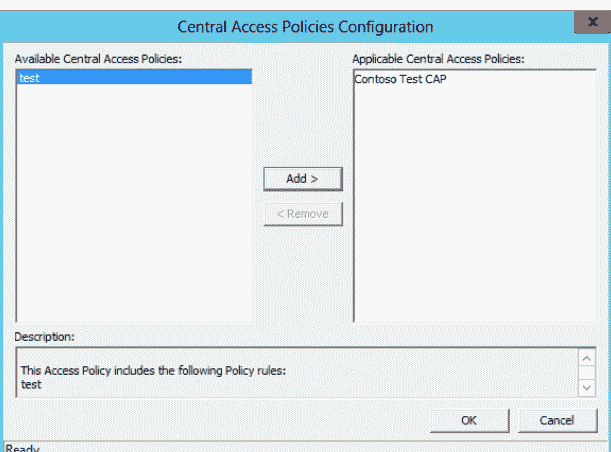 Central Access Policies Configuration
x
Available Central Access Policies:
Applicable Central Access Policies:
test
Contoso Test CAP
Add >
< Remove
Description:
This Access Policy includes the following Policy rules:
test
OK
Cancel
Ready